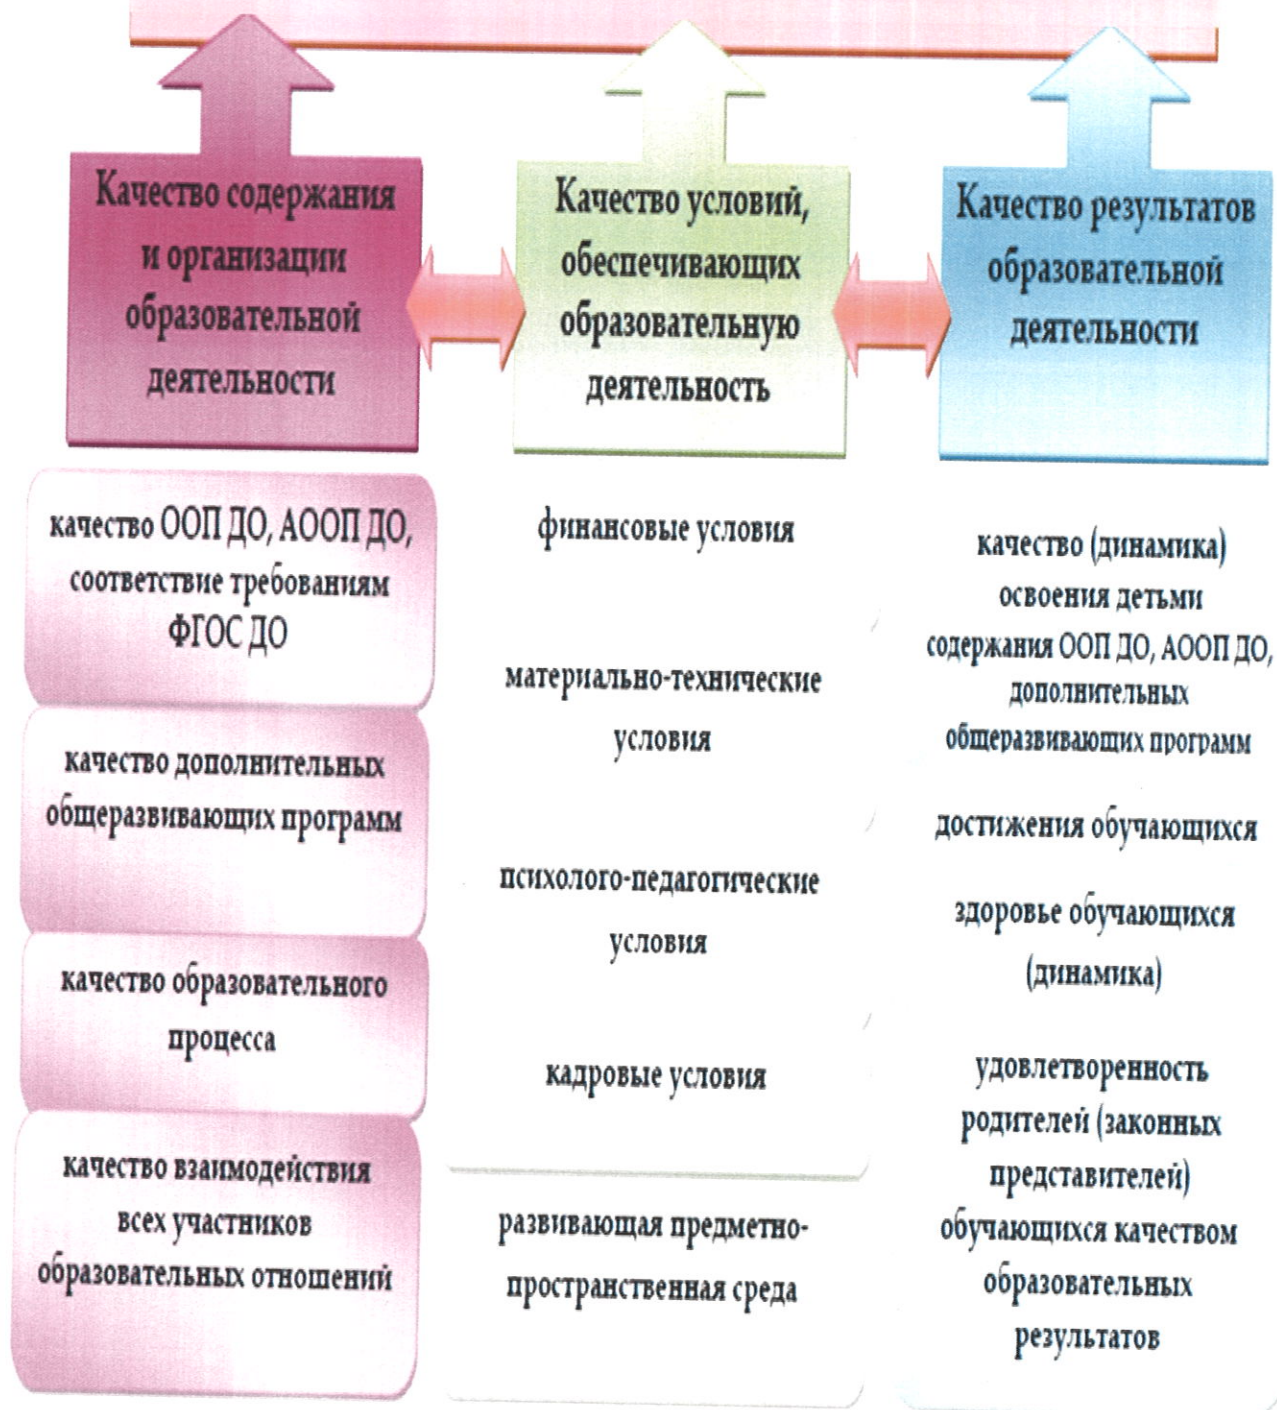 Качество содержания
и организации
образовательной
деятельности
Качество условий,
обеспечивающих
образовательную
деятельность
Качество результатов
образовательной
деятельности
качество ООП ДО, АООП ДО,
соответствие требованиям
ФГОС ДО
качество дополнительных
общеразвивающих программ
качество образовательного
процесса
качество взаимодействия
всех участников
образовательных отношений
финансовые условия
материально-технические
условия
психолого-педагогические
условия
кадровые условия
развивающая предметно-
пространственная среда
качество (динамика)
освоения детьми
содержания ООП ДО, АООП ДО,
дополнительных
общеразвивающих программ
достижения обучающихся
здоровье обучающихся
(динамика)
удовлетворенность
родителей (законных
представителей)
обучающихся качеством
образовательных
результатов